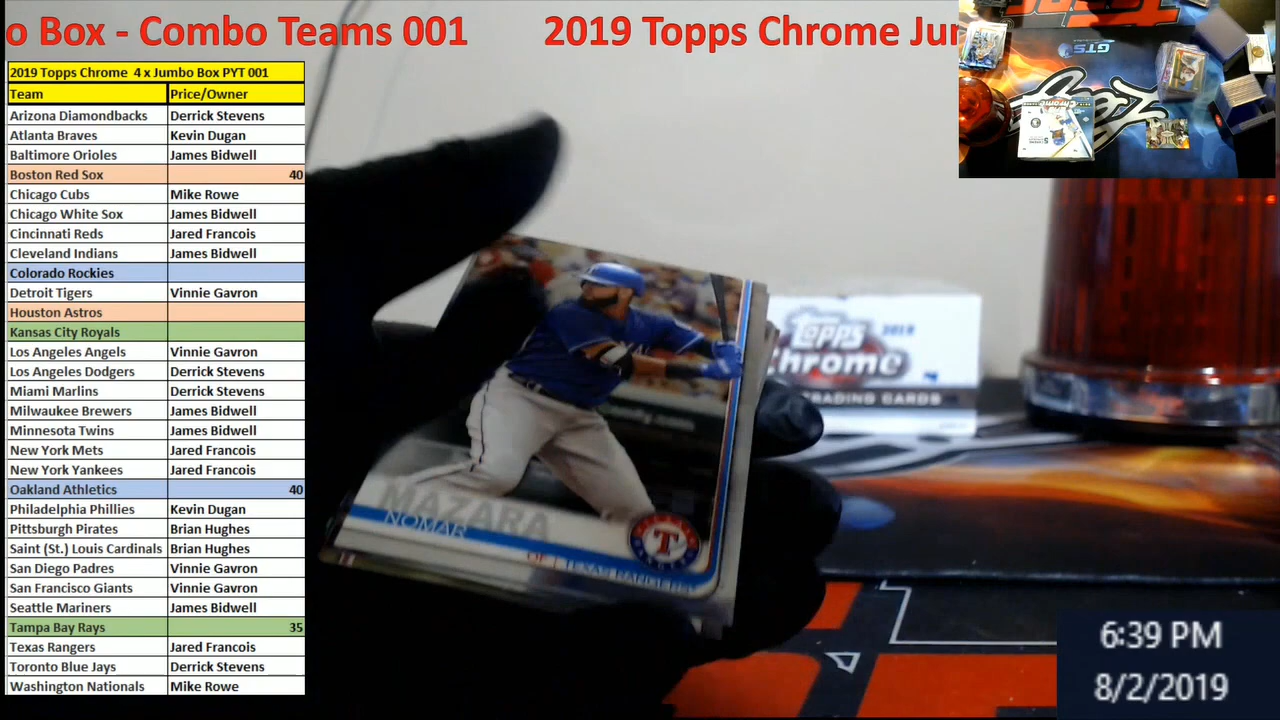 o Box - Combo Teams 001 2019 Topps Chrome Jun
2019 Topps Chrome 4 x Jumbo Box PYT 001
Team Price/Owner
Arizona Diamondbacks Derrick Stevens
Atlanta Braves Kevin Dugan
Baltimore Orioles James Bidwell
Boston Red Sox 40
Chicago Cubs Mike Rowe
Chicago White Sox James Bidwell
Cincinnati Reds Jared Francois
Cleveland Indians James Bidwell
Colorado Rockies
Detroit Tigers Vinnie Gavron
Houston Astros
Kansas City Royals
Los Angeles Angels Vinnie Gavron
Los Angeles Dodgers Derrick Stevens
Miami Marlins Derrick Stevens
Milwaukee Brewers James Bidwell
Minnesota Twins James Bidwell
New York Mets Jared Francois
New York Yankees Jared Francois
Oakland Athletics 40
Philadelphia Phillies Kevin Dugan
Pittsburgh Pirates Brian Hughes
Saint (St.) Louis Cardinals Brian Hughes
San Diego Padres Vinnie Gavron
San Francisco Giants Vinnie Gavron
Seattle Mariners James Bidwell
Tampa Bay Rays 35
Texas Rangers Jared Francois
Toronto Blue Jays Derrick Stevens
Washington Nationals Mike Rowe
MAZARA
NOMAR
OF | TEXAS RANGERS
T
Topps 2019
Chrome
TRADING CARDS
GTS
6:39 PM
8/2/2019